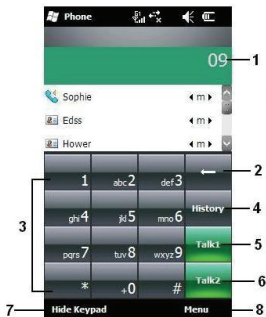 Phone
09
1
Sophie
m
Edss
m
Hower
m
1
abc2
def3
2
ghi4
jkl5
mno6
History
4
3
pqrs7
tuv8
wxyz9
Talk1
5
*
+0
#
Talk2
6
7
Hide Keypad
Menu
8